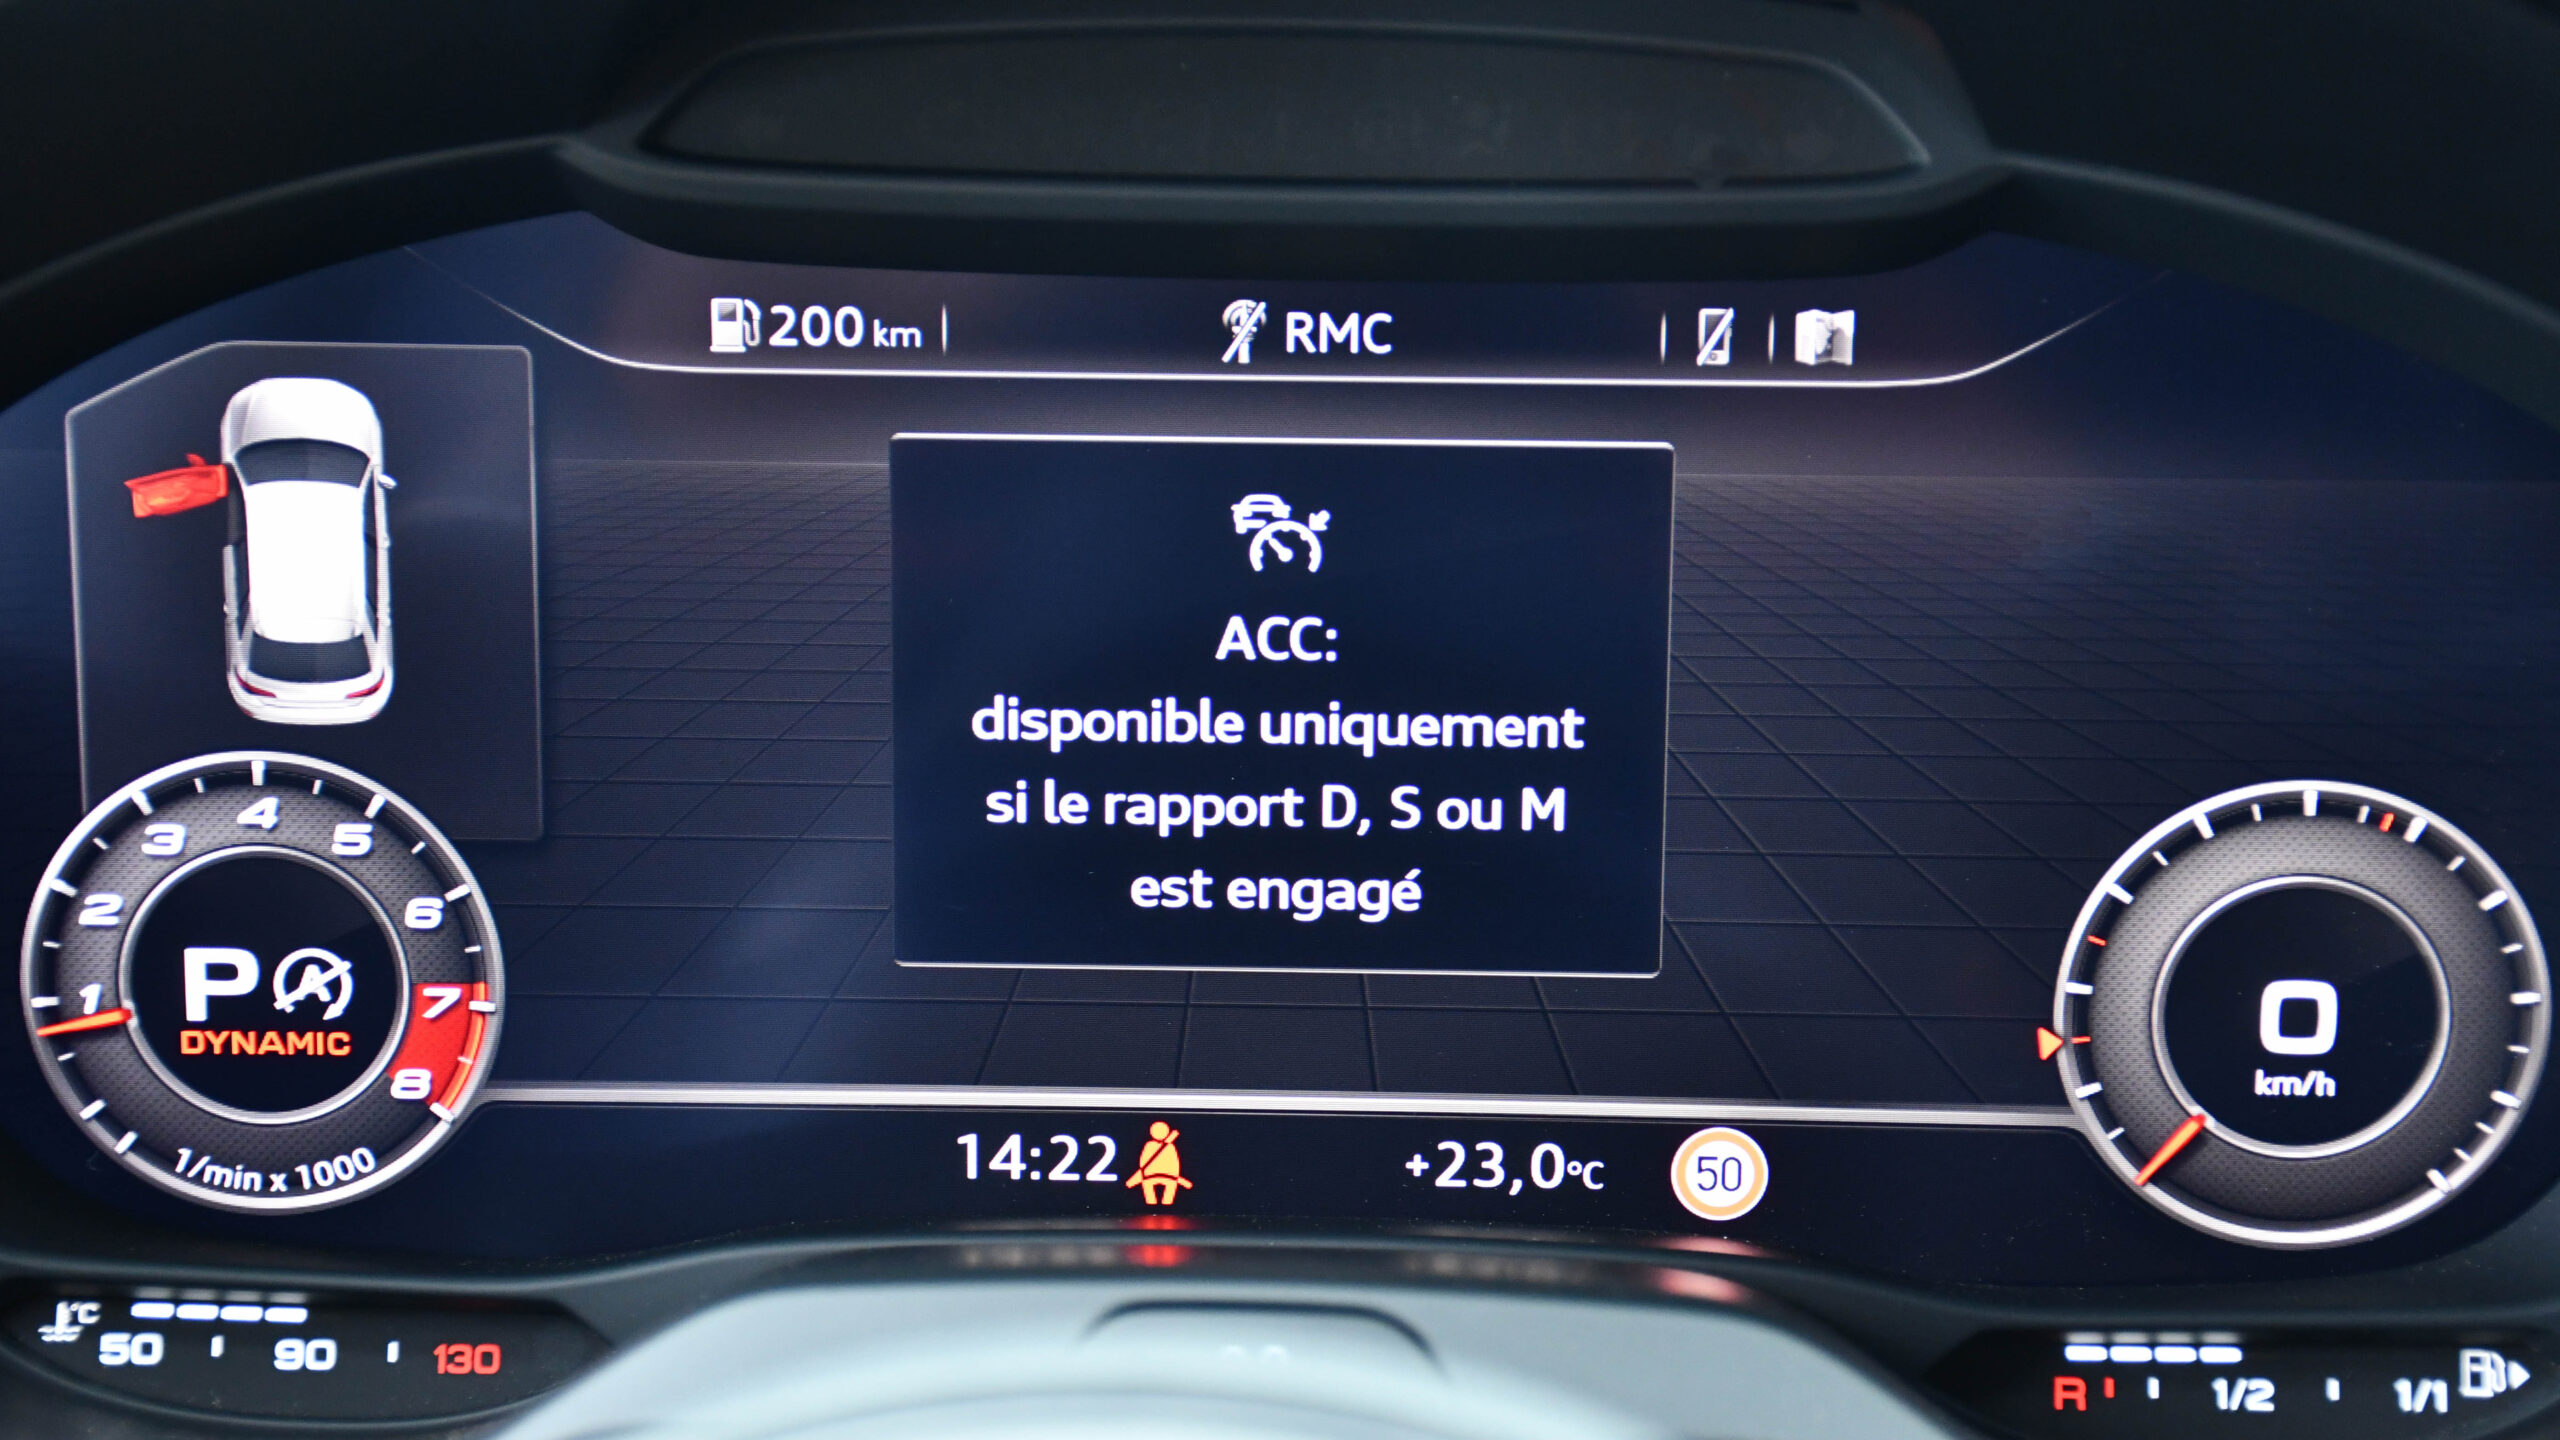 200 km
RMC
ACC:
disponible uniquement
si le rapport D, S ou M
est engagé
1 2 3 4 5 6 7 8
P A
DYNAMIC
1/min x 1000
0
km/h
14:22
+23,0°C
50
°C
50 90 130
R 1/2 1/1